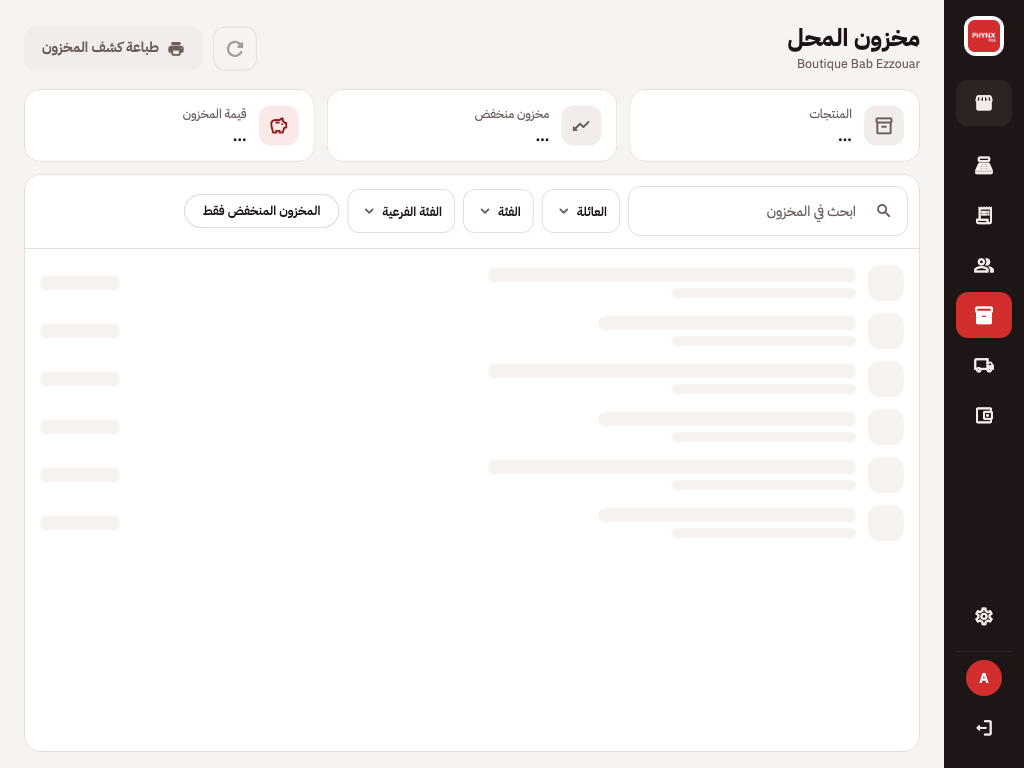 PHYNX
مخزون المحل
Boutique Bab Ezzouar
طباعة كشف المخزون
المنتجات
...
مخزون منخفض
...
قيمة المخزون
...
ابحث في المخزون
العائلة
الفئة
الفئة الفرعية
المخزون المنخفض فقط
A